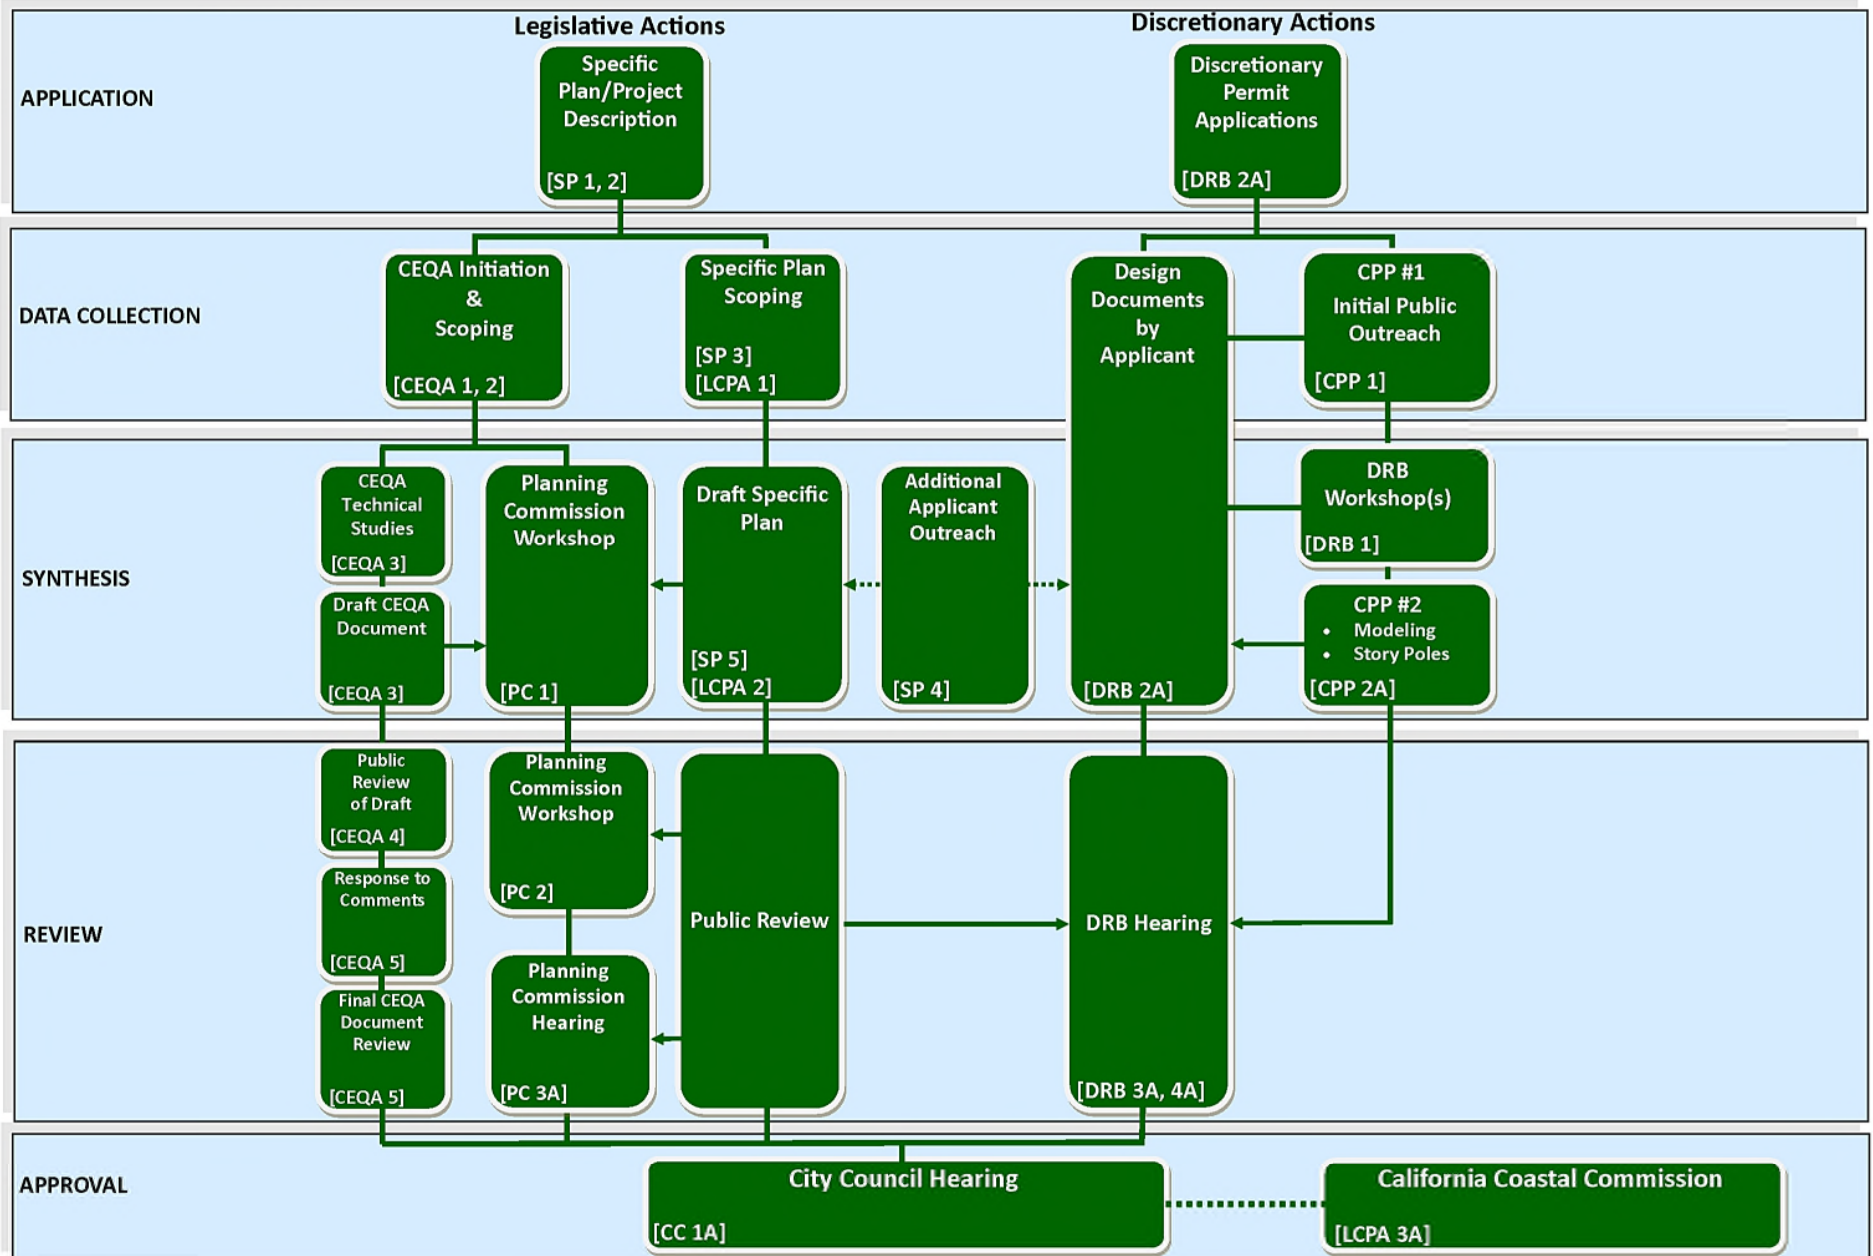 Legislative Actions
Discretionary Actions
APPLICATION
Specific
Plan/Project
Description
[SP 1, 2]
Discretionary
Permit
Applications
[DRB 2A]
DATA COLLECTION
CEQA Initiation
&
Scoping
[CEQA 1, 2]
Specific Plan
Scoping
[SP 3]
[LCPA 1]
Design
Documents
by
Applicant
[DRB 2A]
CPP #1
Initial Public
Outreach
[CPP 1]
SYNTHESIS
CEQA
Technical
Studies
[CEQA 3]
Draft CEQA
Document
[CEQA 3]
Planning
Commission
Workshop
[PC 1]
Draft Specific
Plan
[SP 5]
[LCPA 2]
Additional
Applicant
Outreach
[SP 4]
DRB
Workshop(s)
[DRB 1]
CPP #2
• Modeling
• Story Poles
[CPP 2A]
REVIEW
Public
Review
of Draft
[CEQA 4]
Response to
Comments
[CEQA 5]
Final CEQA
Document
Review
[CEQA 5]
Planning
Commission
Workshop
[PC 2]
Planning
Commission
Hearing
[PC 3A]
Public Review
DRB Hearing
[DRB 3A, 4A]
APPROVAL
City Council Hearing
[CC 1A]
California Coastal Commission
[LCPA 3A]